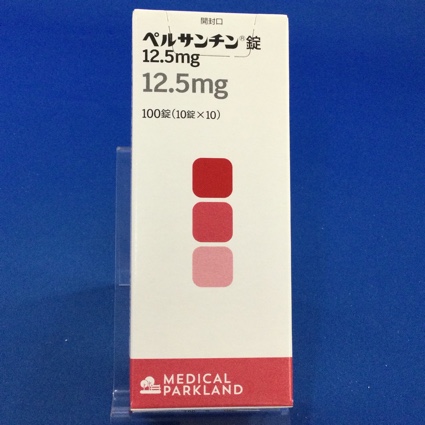 開封口
ペルサンチン®錠
12.5mg
12.5mg
100錠(10錠×10)
MEDICAL
PARKLAND